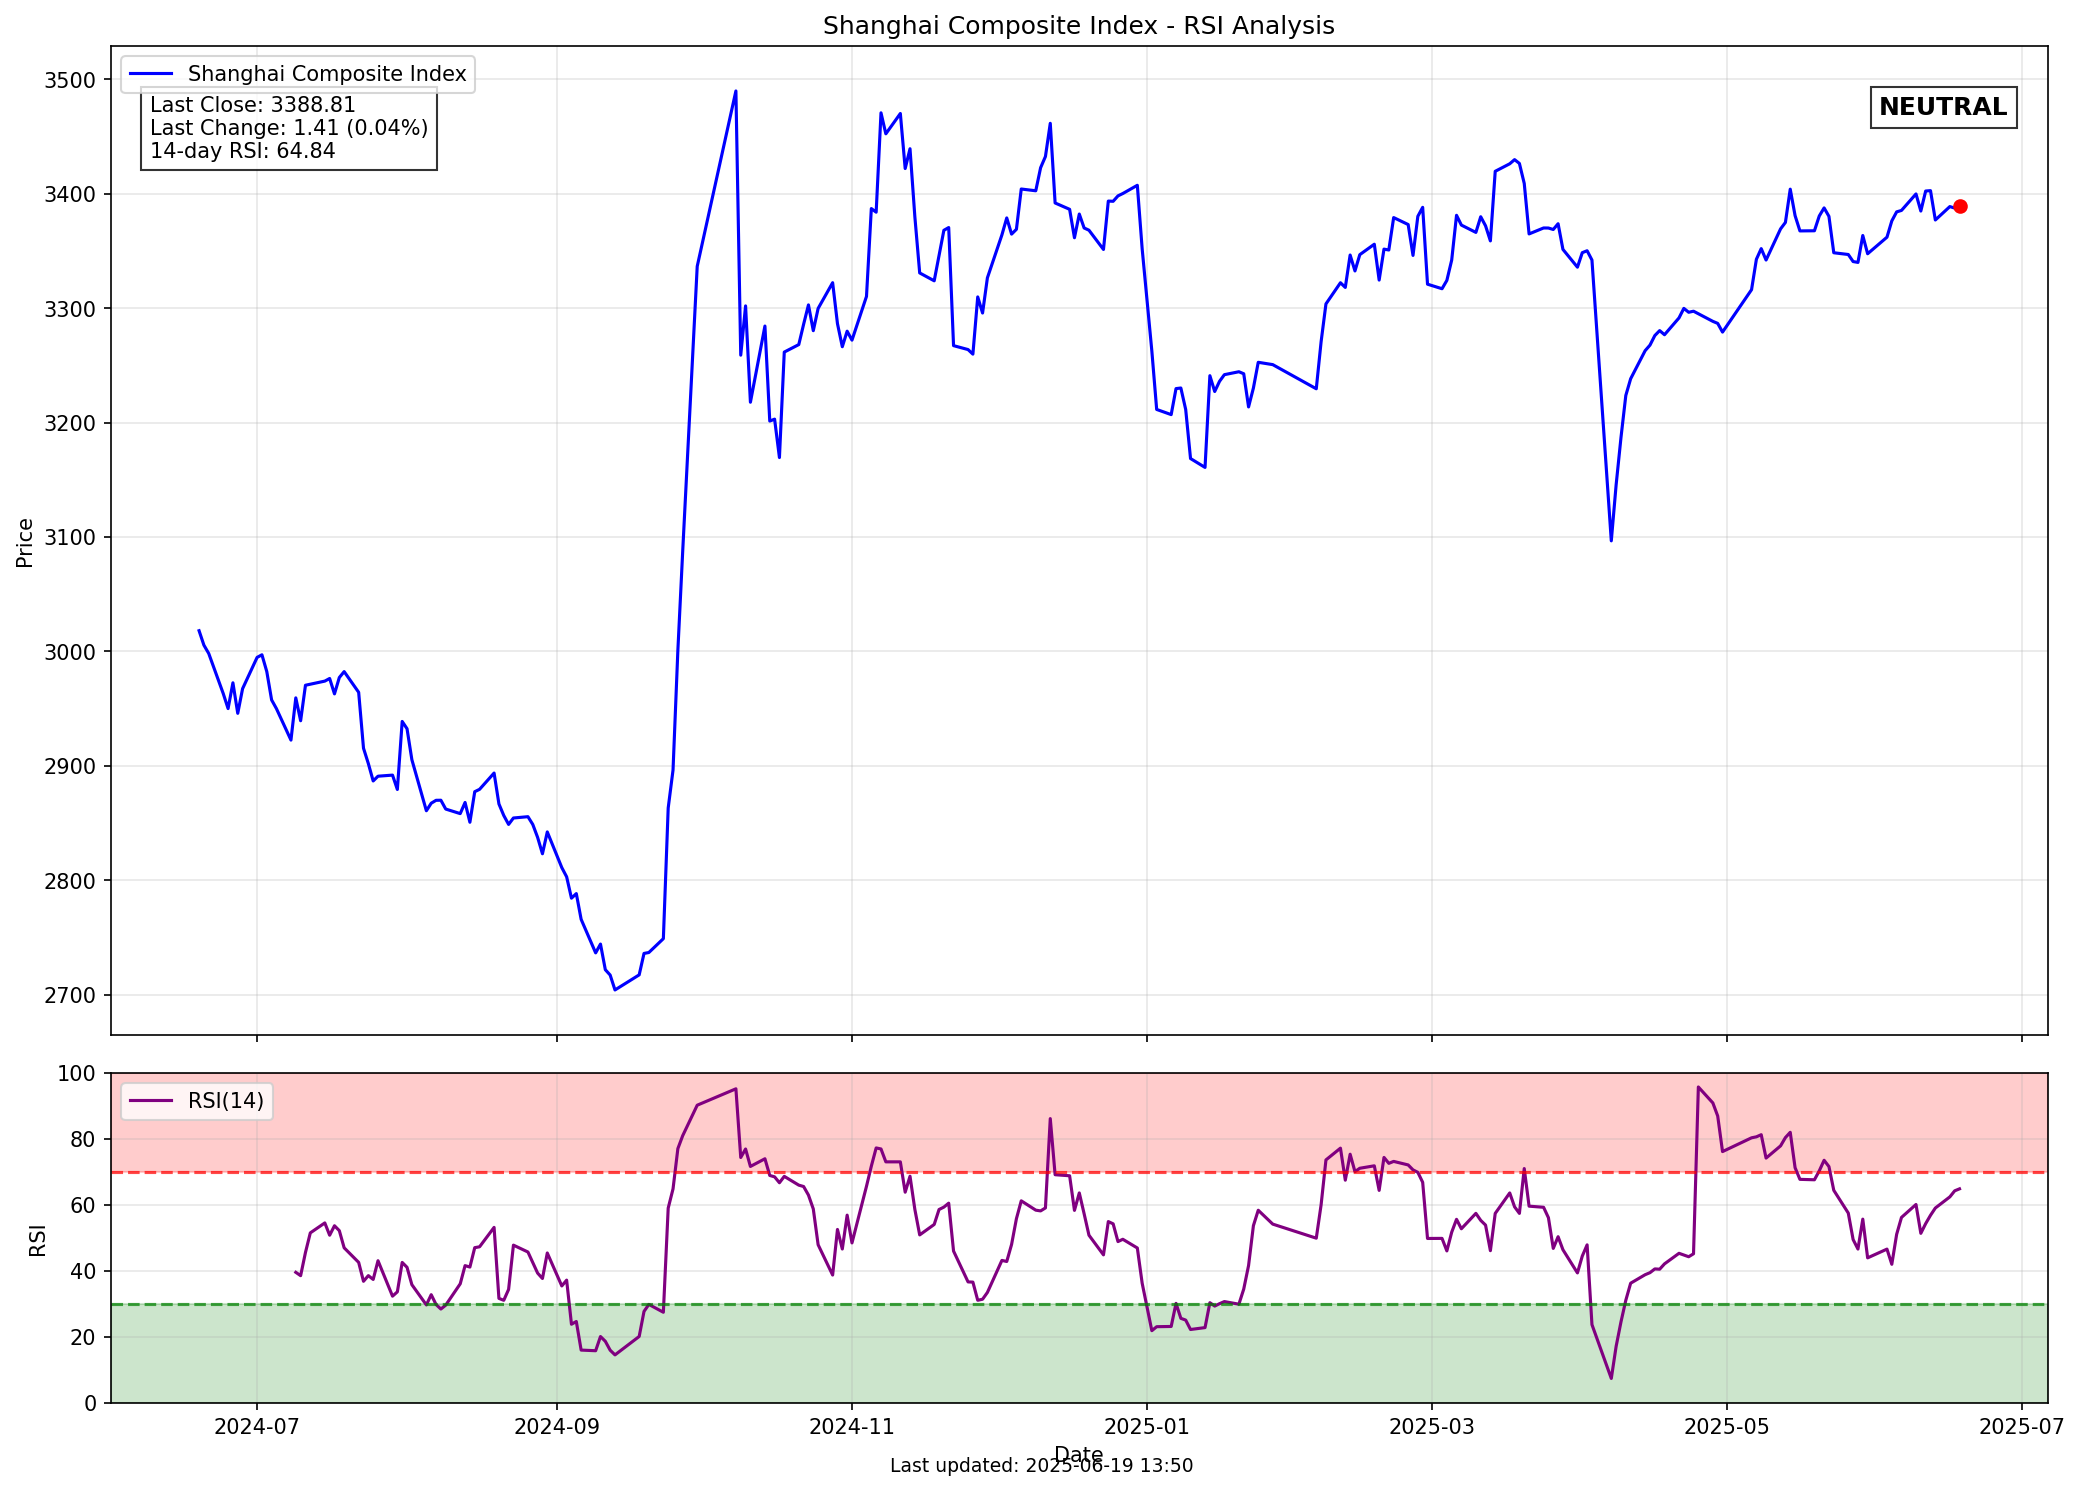 Shanghai Composite Index - RSI Analysis
Shanghai Composite Index
Last Close: 3388.81
Last Change: 1.41 (0.04%)
14-day RSI: 64.84
NEUTRAL
Price
3500
3400
3300
3200
3100
3000
2900
2800
2700
RSI(14)
RSI
100
80
60
40
20
0
2024-07
2024-09
2024-11
2025-01
2025-03
2025-05
2025-07
Date
Last updated: 2025-06-19 13:50